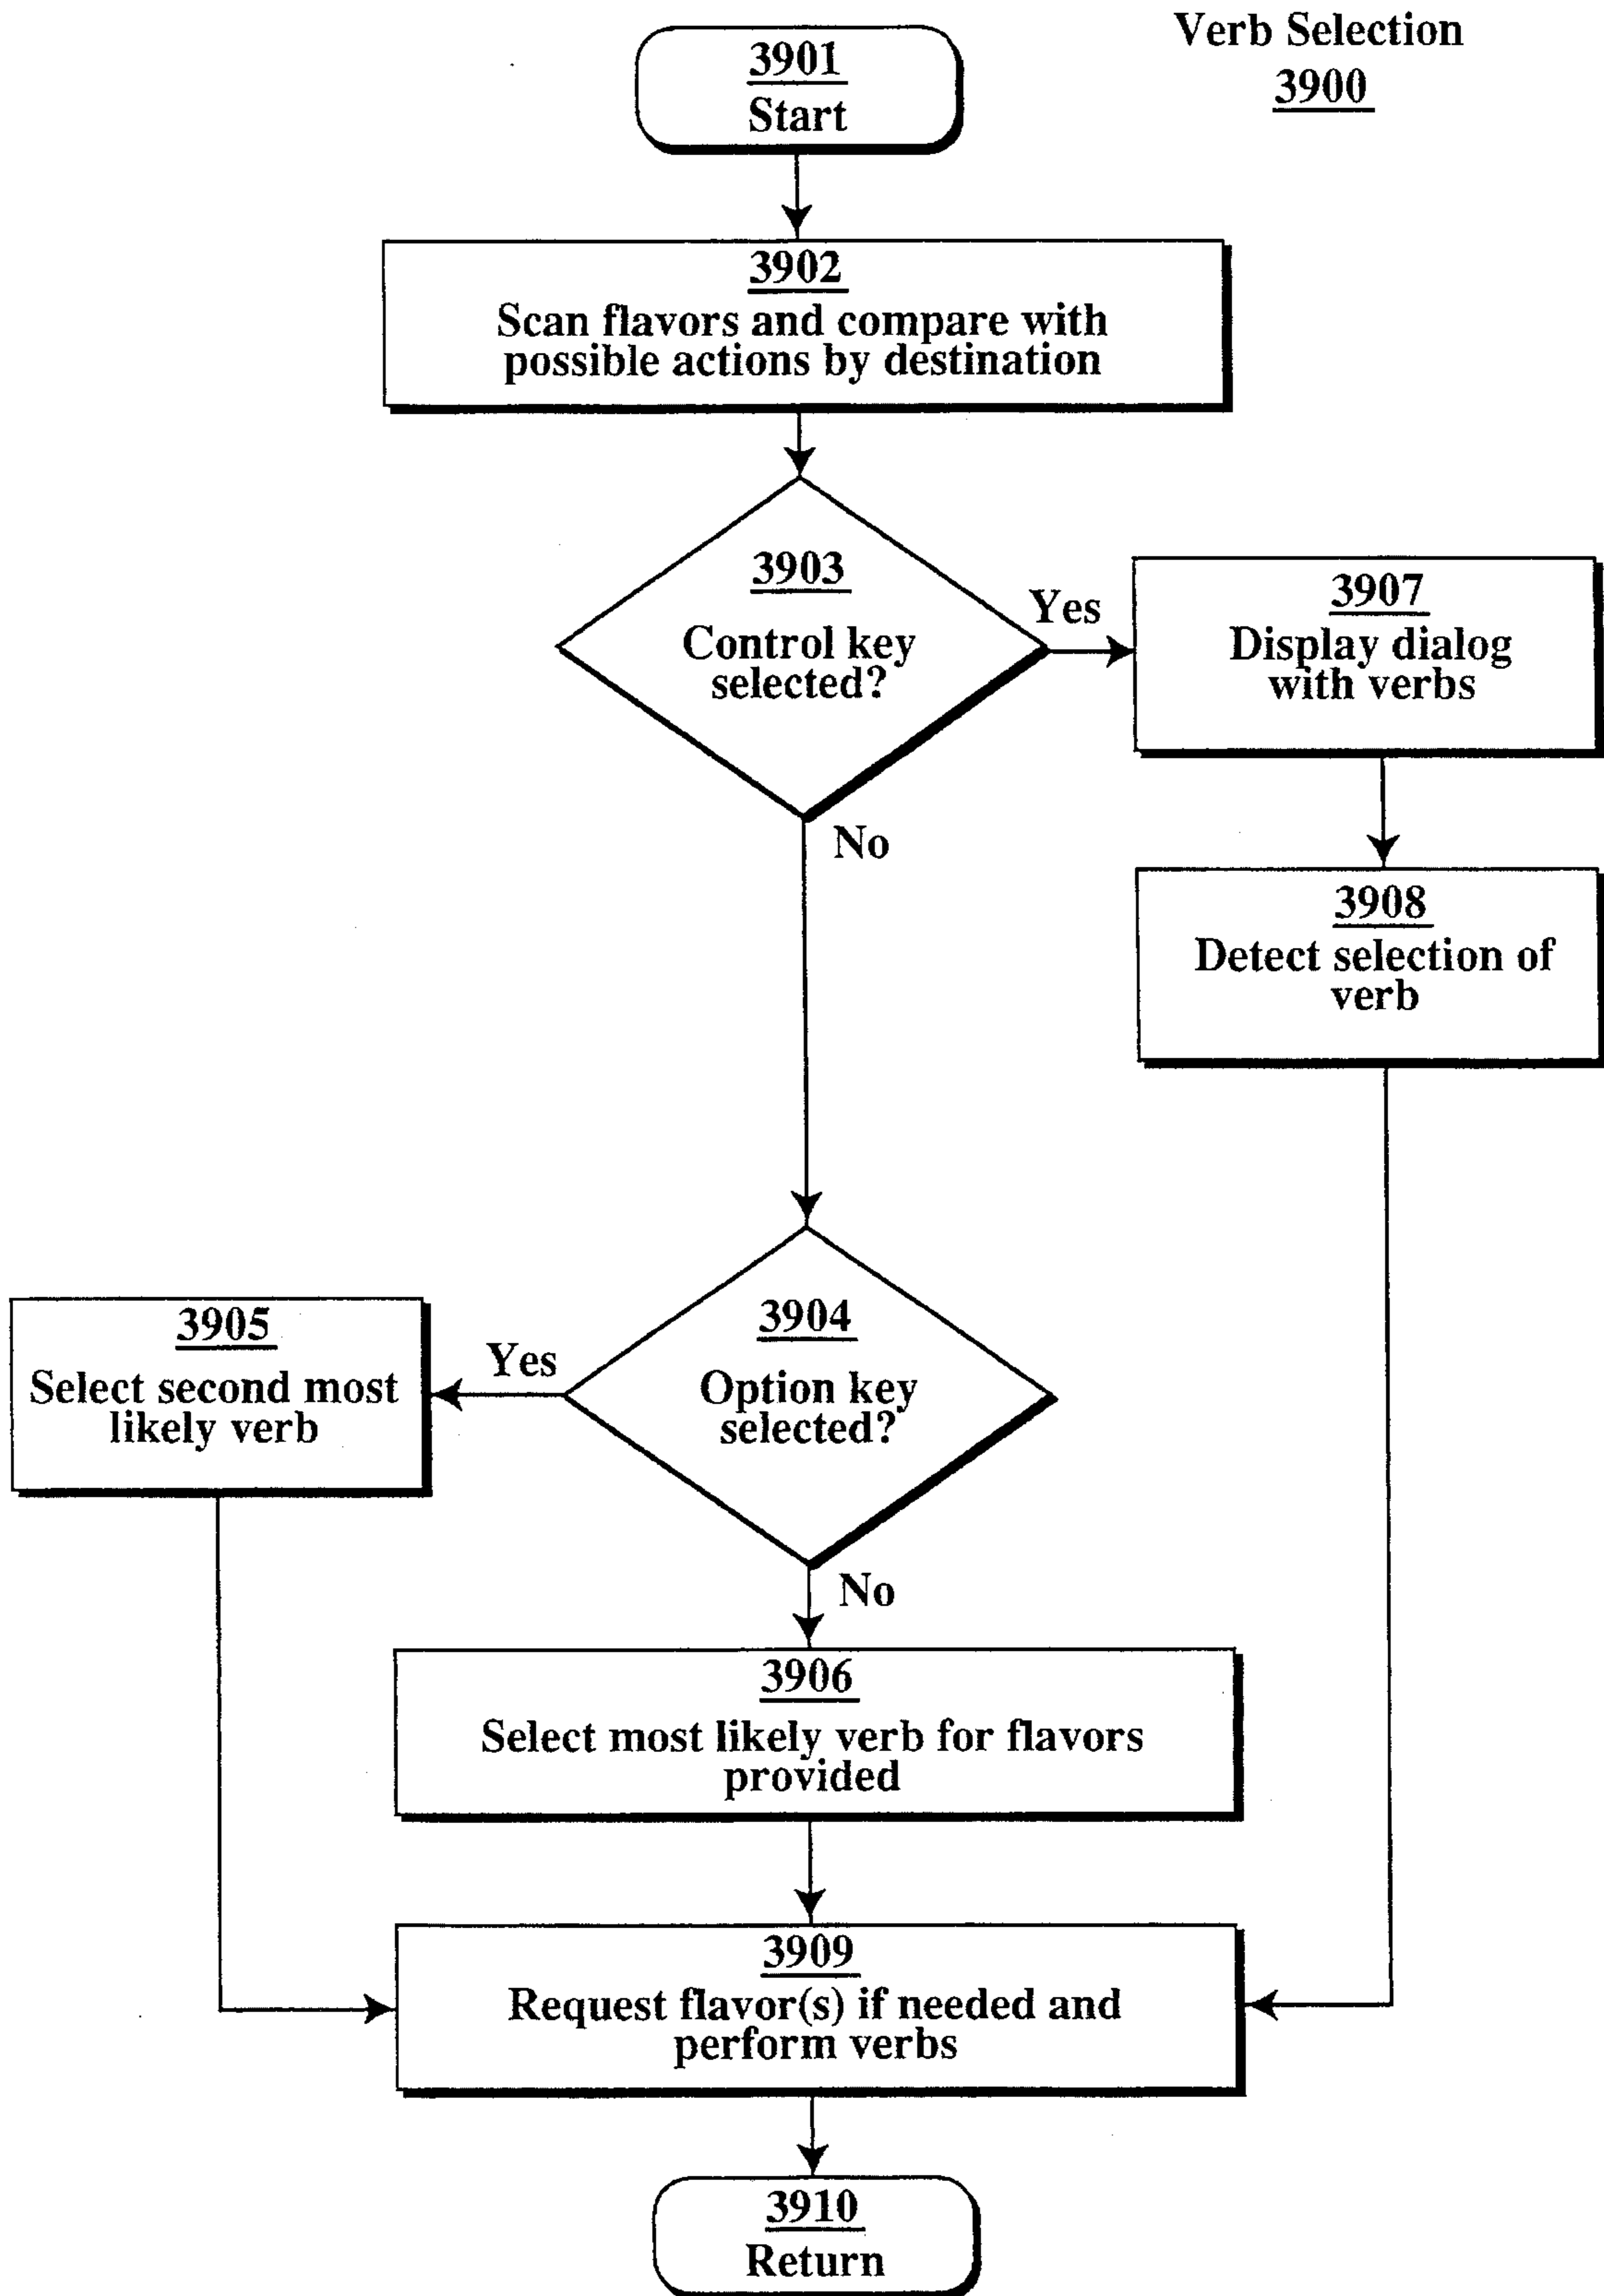 Verb Selection
3900
3901
Start
3902
Scan flavors and compare with
possible actions by destination
3903
Control key
selected?
Yes
No
3907
Display dialog
with verbs
3908
Detect selection of
verb
3904
Option key
selected?
Yes
No
3905
Select second most
likely verb
3906
Select most likely verb for flavors
provided
3909
Request flavor(s) if needed and
perform verbs
3910
Return